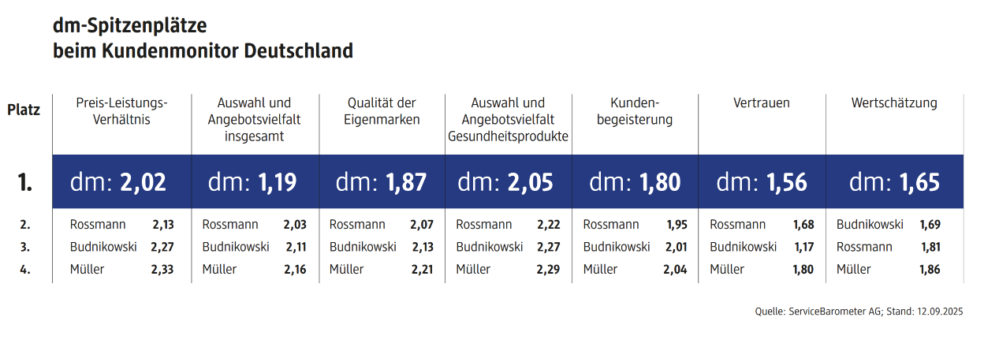 dm-Spitzenplätze
beim Kundenmonitor Deutschland
Platz
Preis-Leistungs-
Verhältnis
Auswahl und
Angebotsvielfalt
insgesamt
Qualität der
Eigenmarken
Auswahl und
Angebotsvielfalt
Gesundheitsprodukte
Kunden-
begeisterung
Vertrauen
Wertschätzung
1. dm: 2,02 dm: 1,19 dm: 1,87 dm: 2,05 dm: 1,80 dm: 1,56 dm: 1,65
2. Rossmann 2,13 Rossmann 2,03 Rossmann 2,07 Rossmann 2,22 Rossmann 1,95 Rossmann 1,68 Budnikowski 1,69
3. Budnikowski 2,27 Budnikowski 2,11 Budnikowski 2,13 Budnikowski 2,27 Budnikowski 2,01 Budnikowski 1,17 Rossmann 1,81
4. Müller 2,33 Müller 2,16 Müller 2,21 Müller 2,29 Müller 2,04 Müller 1,80 Müller 1,86
Quelle: ServiceBarometer AG; Stand: 12.09.2025